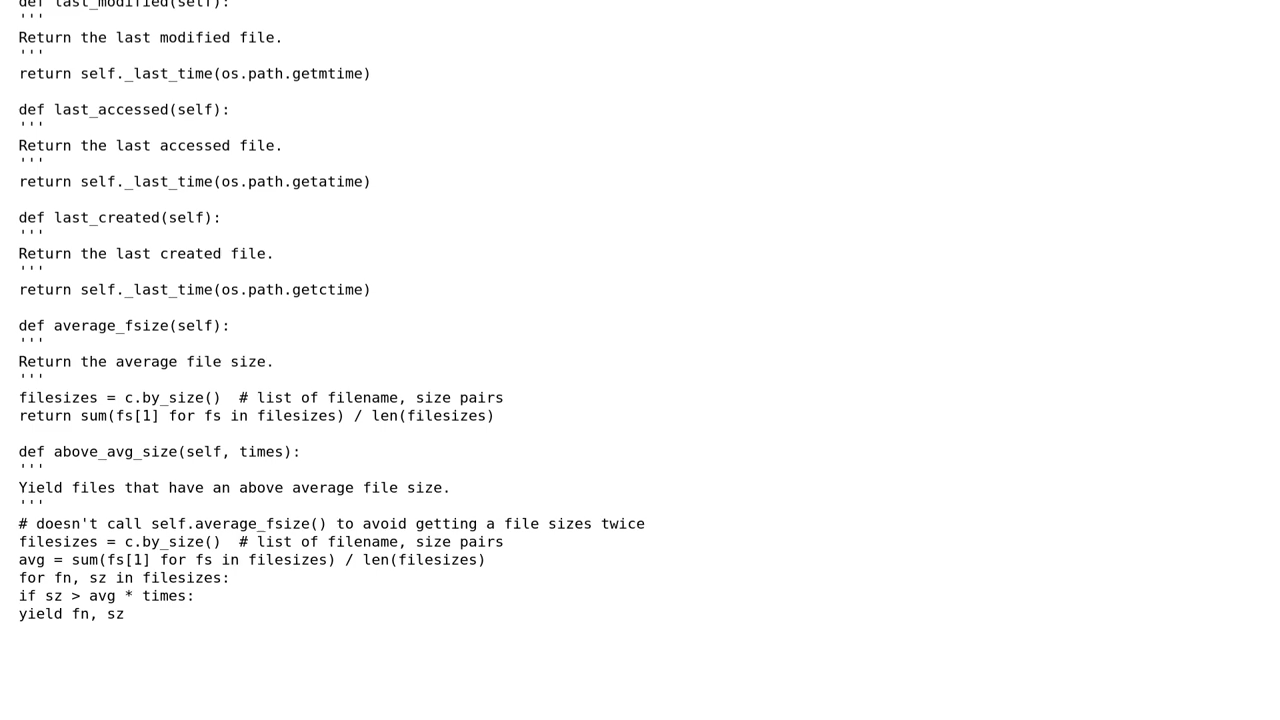 def last_modified(self):
'''
Return the last modified file.
'''
return self._last_time(os.path.getmtime)

def last_accessed(self):
'''
Return the last accessed file.
'''
return self._last_time(os.path.getatime)

def last_created(self):
'''
Return the last created file.
'''
return self._last_time(os.path.getctime)

def average_fsize(self):
'''
Return the average file size.
'''
filesizes = c.by_size()  # list of filename, size pairs
return sum(fs[1] for fs in filesizes) / len(filesizes)

def above_avg_size(self, times):
'''
Yield files that have an above average file size.
'''
# doesn't call self.average_fsize() to avoid getting a file sizes twice
filesizes = c.by_size()  # list of filename, size pairs
avg = sum(fs[1] for fs in filesizes) / len(filesizes)
for fn, sz in filesizes:
if sz > avg * times:
yield fn, sz